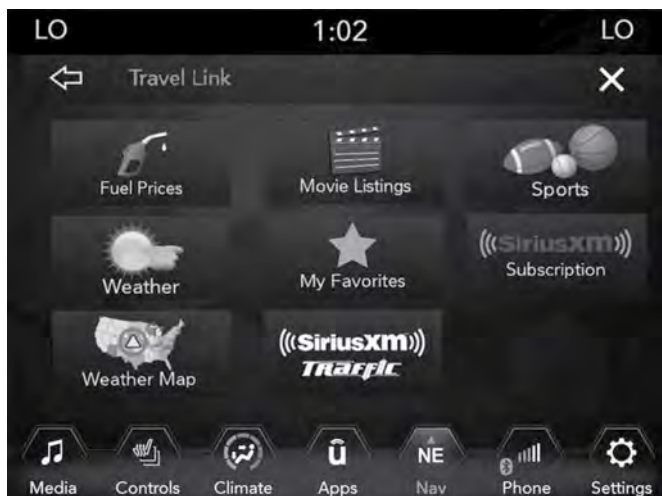 LO 1:02 LO
Travel Link
Fuel Prices Movie Listings Sports
Weather My Favorites ((SiriusXM))
Subscription
Weather Map ((SiriusXM))
Traffic
NE
Media Controls Climate Apps Nav Phone Settings